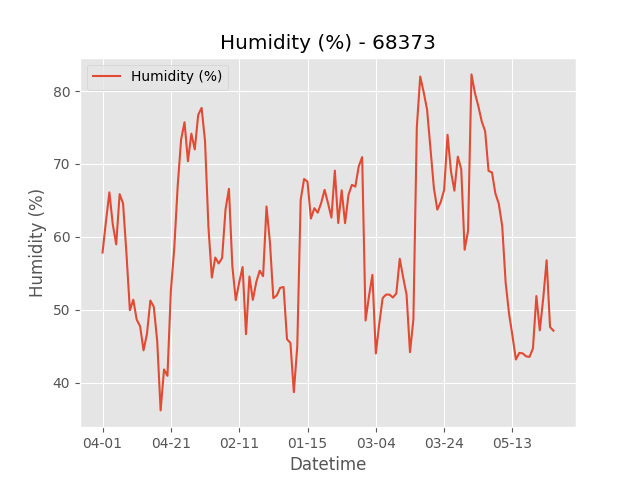 Humidity (%) - 68373
Humidity (%)
80
70
60
50
40
Humidity (%)
04-01 04-21 02-11 01-15 03-04 03-24 05-13
Datetime